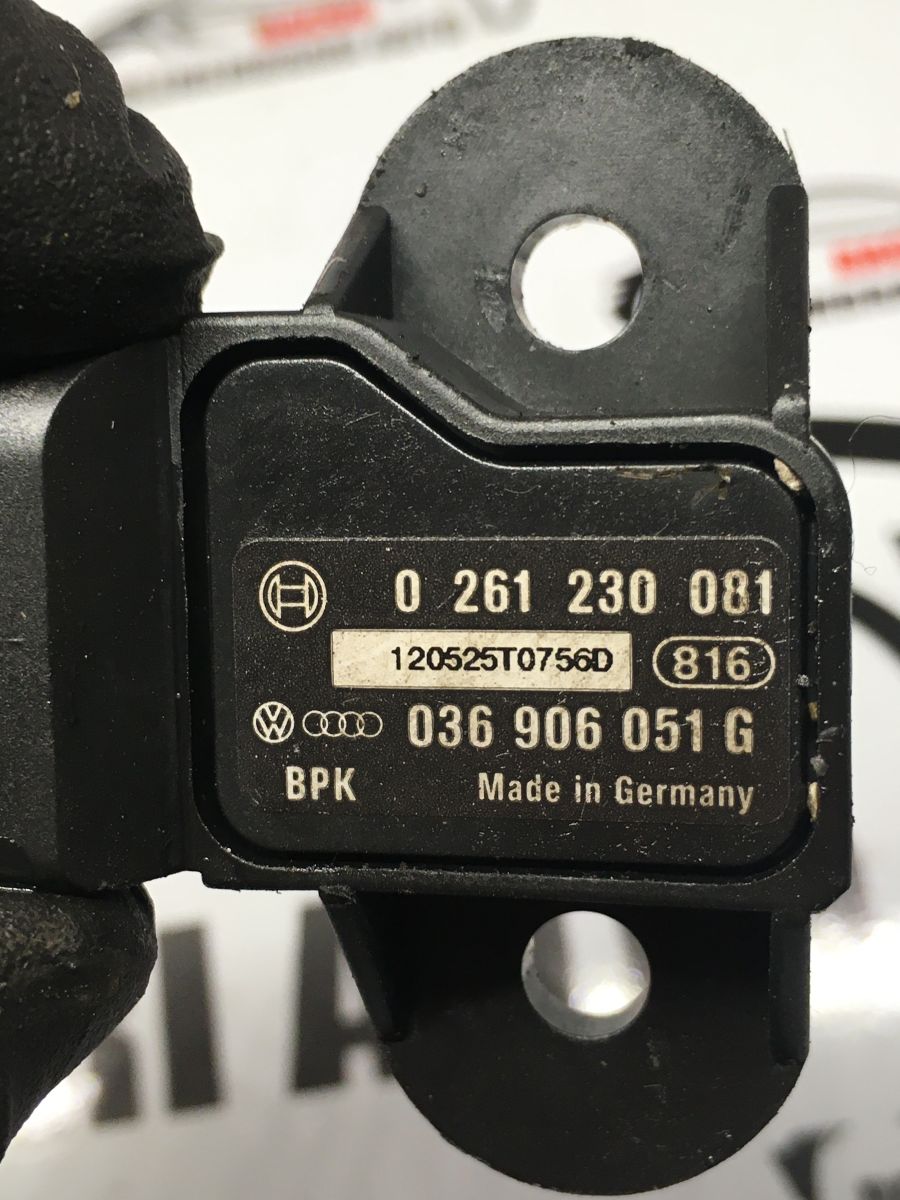 0 261 230 081
120525T0756D 816
036 906 051 G
BPK Made in Germany